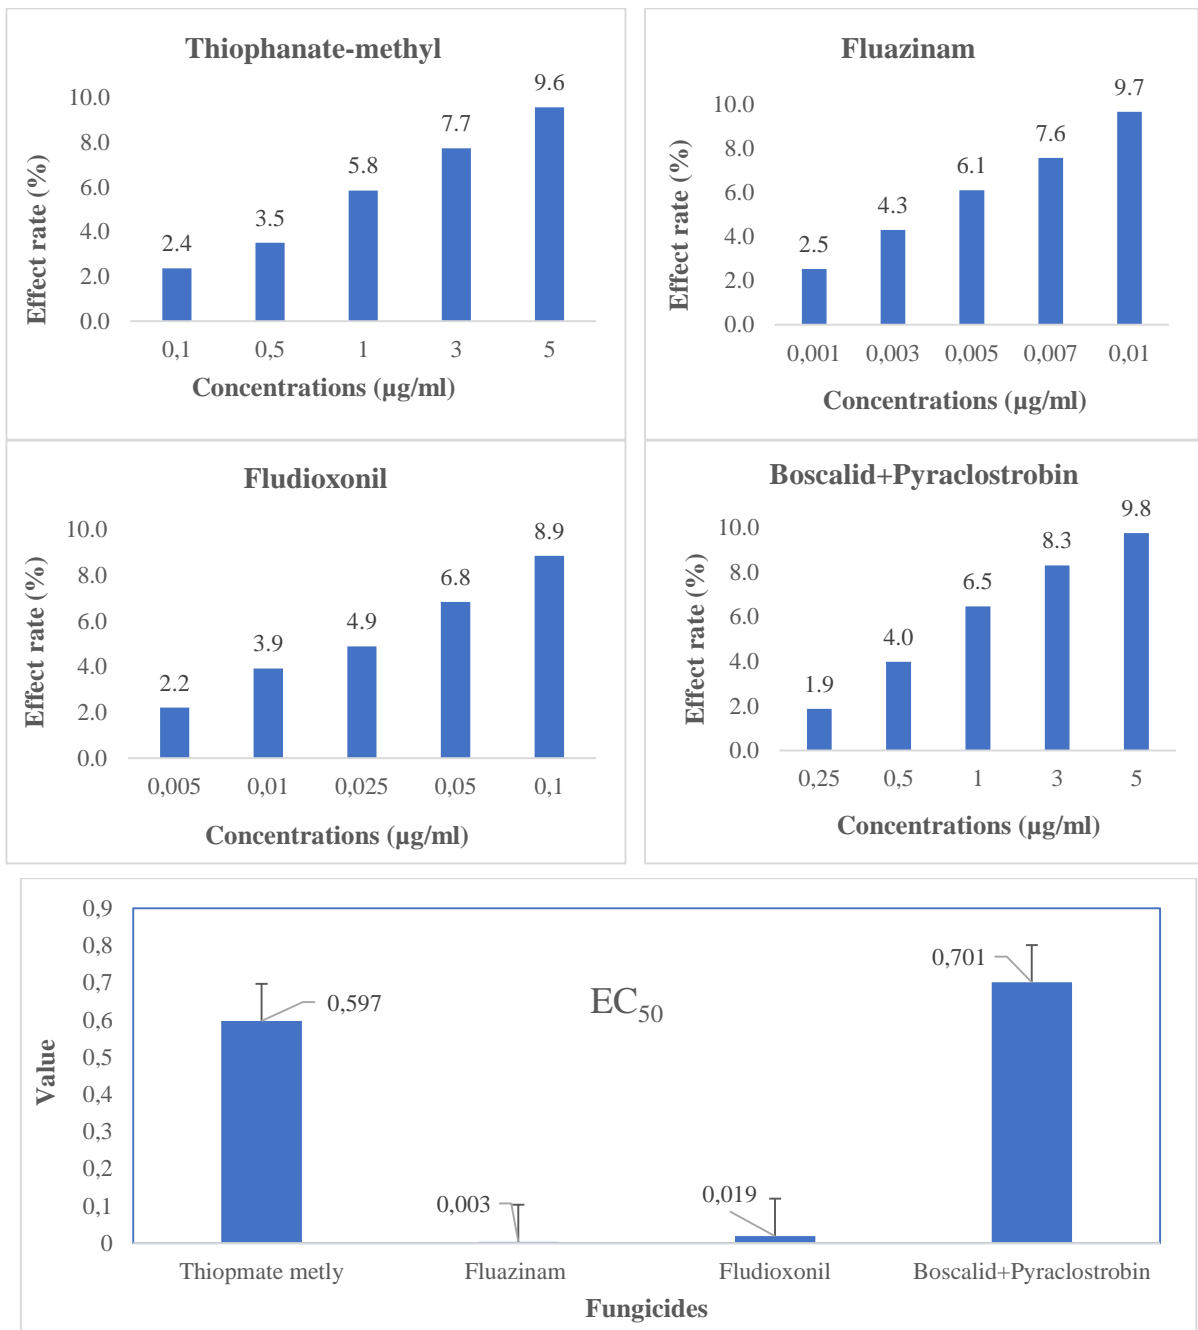 Thiophanate-methyl
Effect rate (%)
10.0
8.0
6.0
4.0
2.0
0.0
2.4
3.5
5.8
7.7
9.6
0,1 0,5 1 3 5
Concentrations (µg/ml)
Fluazinam
Effect rate (%)
10.0
8.0
6.0
4.0
2.0
0.0
2.5
4.3
6.1
7.6
9.7
0,001 0,003 0,005 0,007 0,01
Concentrations (µg/ml)
Fludioxonil
Effect rate (%)
10.0
8.0
6.0
4.0
2.0
0.0
2.2
3.9
4.9
6.8
8.9
0,005 0,01 0,025 0,05 0,1
Concentrations (µg/ml)
Boscalid+Pyraclostrobin
Effect rate (%)
10.0
8.0
6.0
4.0
2.0
0.0
1.9
4.0
6.5
8.3
9.8
0,25 0,5 1 3 5
Concentrations (µg/ml)
EC50
Value
0,9
0,8
0,7
0,6
0,5
0,4
0,3
0,2
0,1
0
0,597
0,003
0,019
0,701
Thiopmate metly Fluazinam Fludioxonil Boscalid+Pyraclostrobin
Fungicides